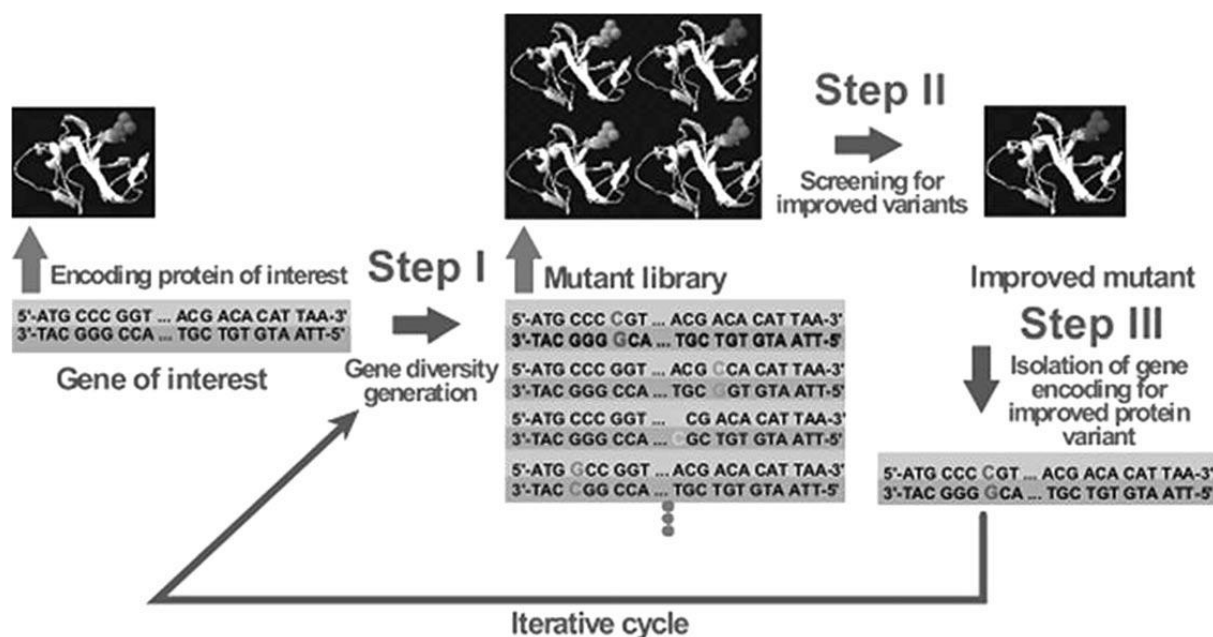 Step II
Screening for
improved variants
Encoding protein of interest
5'-ATG CCC GGT ... ACG ACA CAT TAA-3'
3'-TAC GGG CCA ... TGC TGT GTA ATT-5'
Gene of interest
Step I
Gene diversity
generation
Mutant library
5'-ATG CCC CGT ... ACG ACA CAT TAA-3'
3'-TAC GGG GCA ... TGC TGT GTA ATT-5'
5'-ATG CCC GGT ... ACG CCA CAT TAA-3'
3'-TAC GGG CCA ... TGC GGT GTA ATT-5'
5'-ATG CCC GGT ... CG ACA CAT TAA-3'
3'-TAC GGG CCA ... CGC TGT GTA ATT-5'
5'-ATG GCC GGT ... ACG ACA CAT TAA-3'
3'-TAC CGG CCA ... TGC TGT GTA ATT-5'
Improved mutant
Step III
Isolation of gene
encoding for
improved protein
variant
5'-ATG CCC CGT ... ACG ACA CAT TAA-3'
3'-TAC GGG GCA ... TGC TGT GTA ATT-5'
Iterative cycle